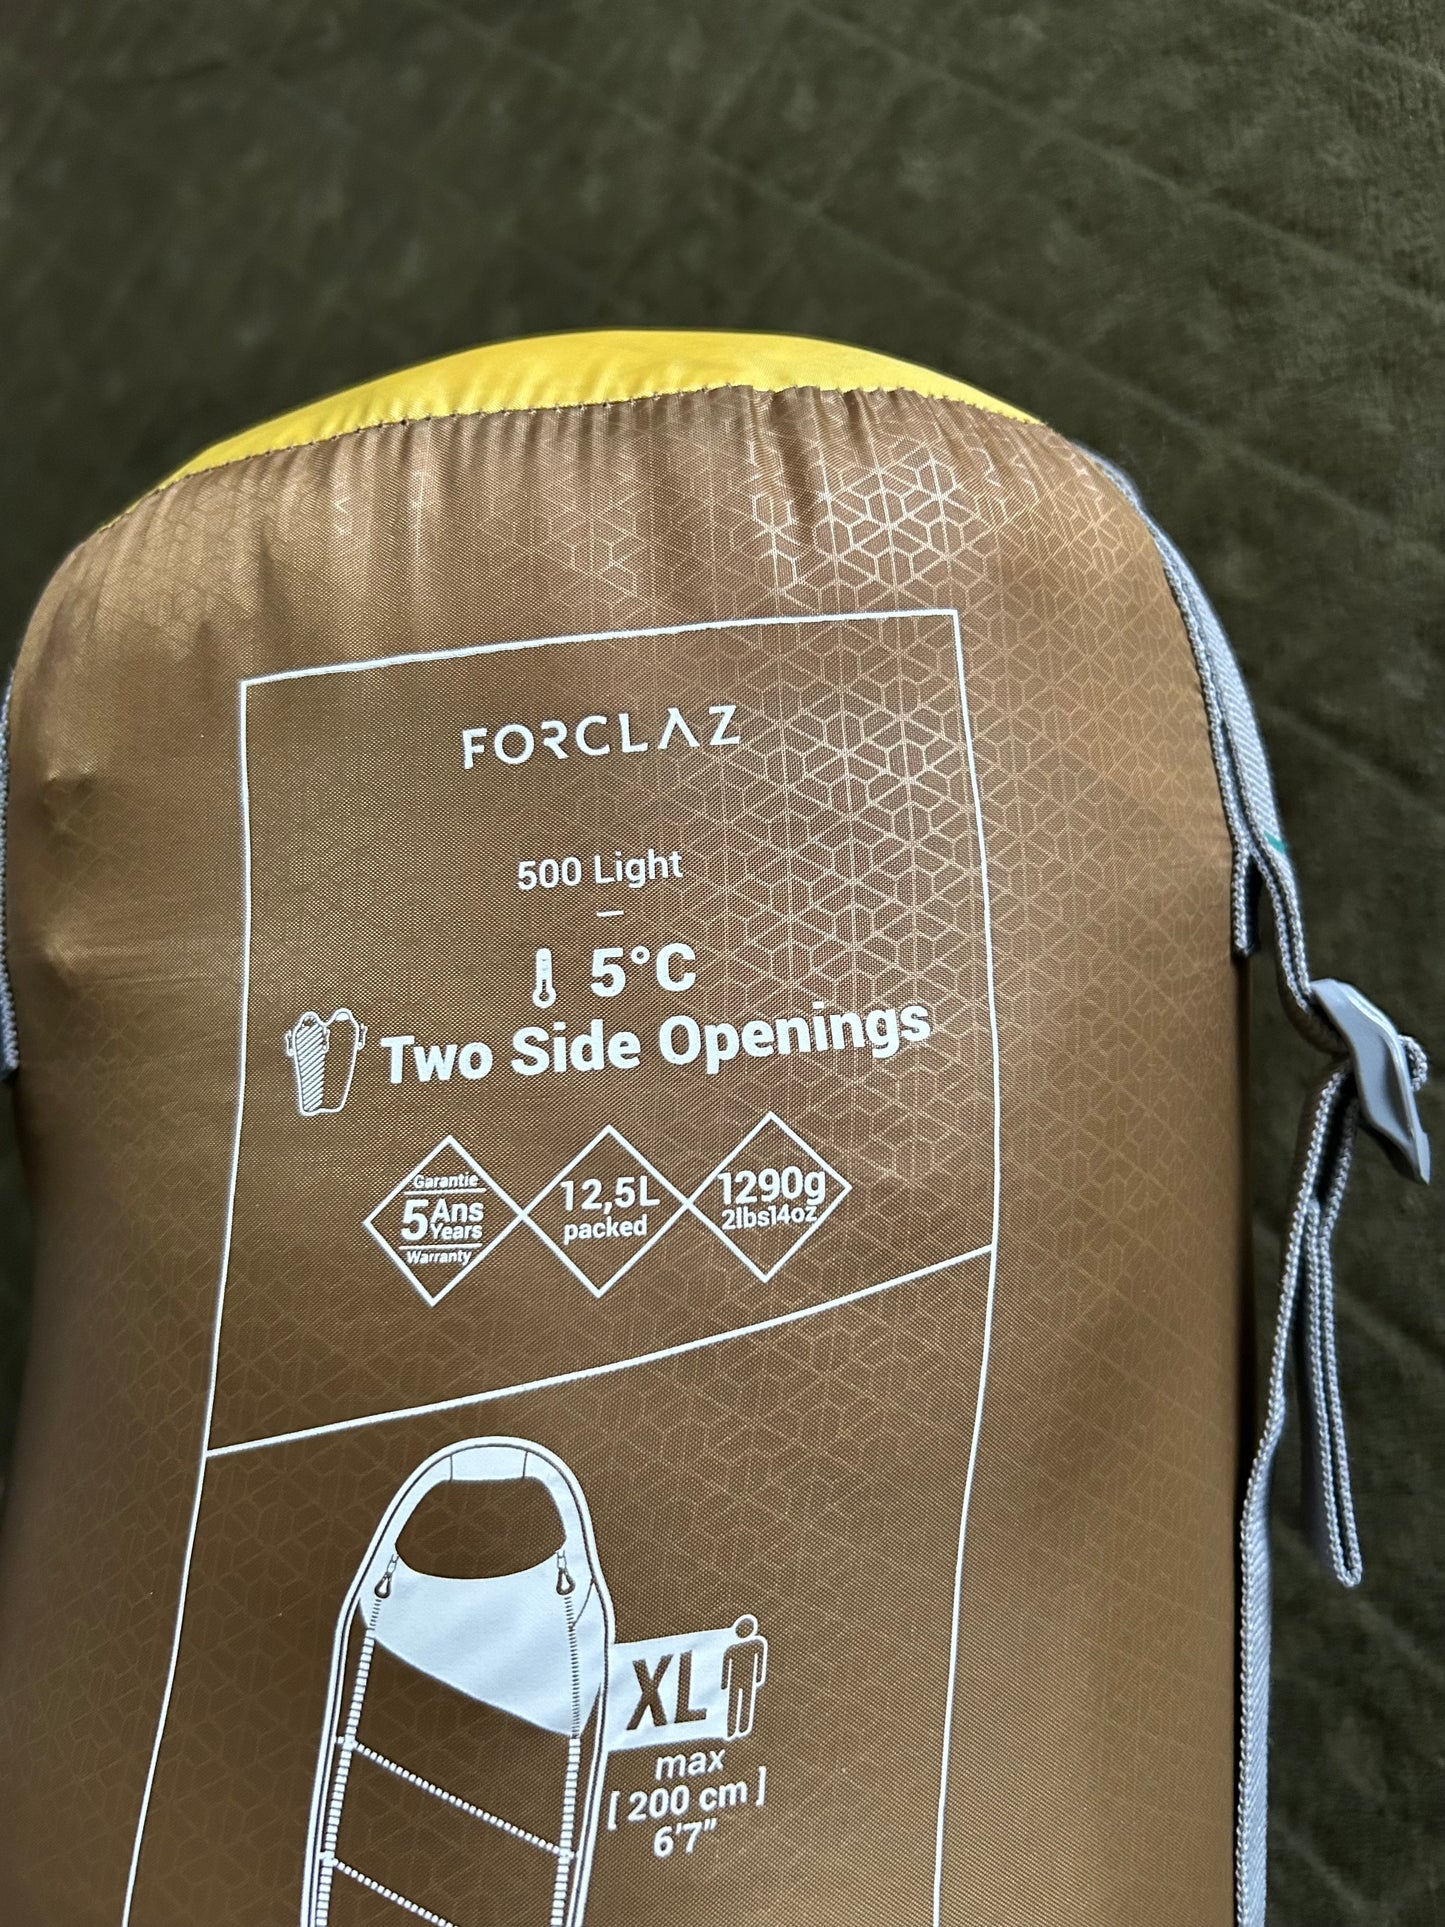 FORCLAZ
500 Light
5°C
Two Side Openings
Garantie
5 Ans
Years
Warranty
12,5L
packed
1290g
2lbs14oz
XL
max
[ 200 cm ]
6'7"